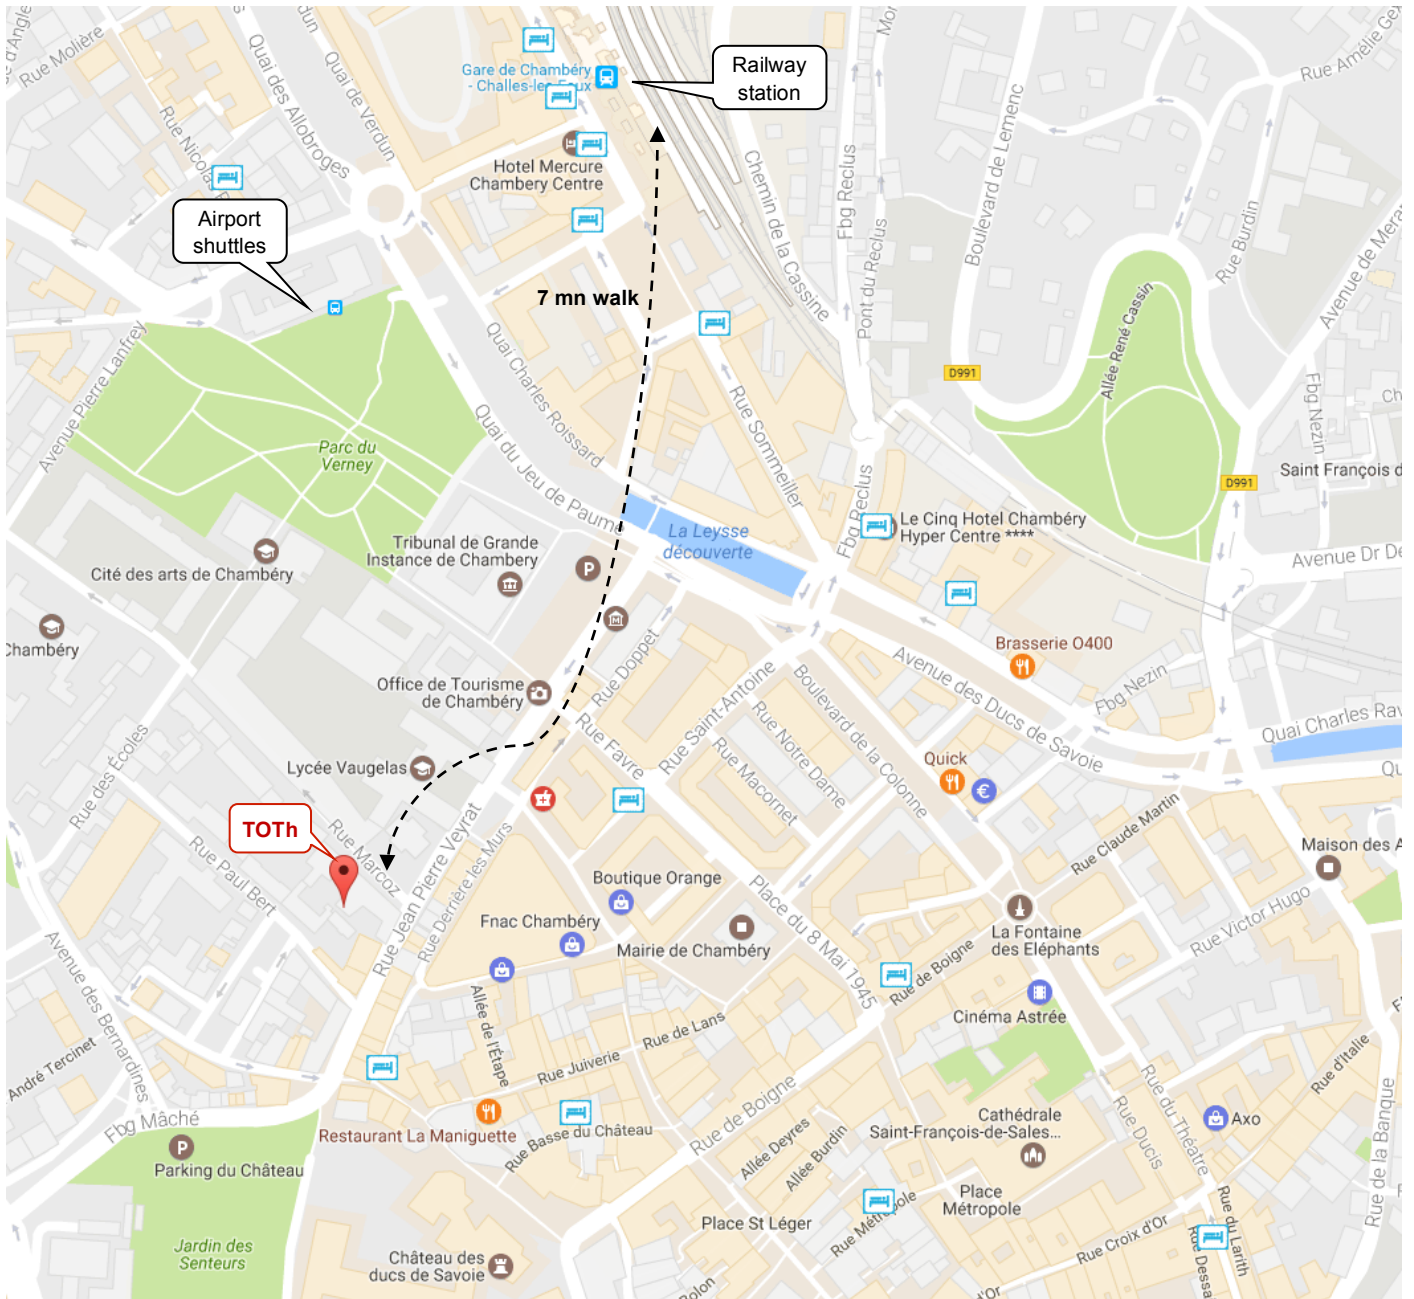 Rue Molière
Quai des Allobroges
Quai de Verdun
Gare de Chambéry
- Challes-les-Eaux
Railway
station
Hotel Mercure
Chambery Centre
Airport
shuttles
7 mn walk
Chemin de la Cassine
Fbg Reclus
Pont du Reclus
Boulevard de Lemenc
Rue Amélie Gex
Rue Burdin
Allée René Cassin
D991
Fbg Nezin
D991
Saint François d
Avenue Dr De
Avenue Pierre Lanfrey
Parc du
Verney
Quai Charles Roissard
Quai du Jeu de Paume
Rue Sommeiller
Fbg Reclus
La Leysse
découverte
Le Cinq Hotel Chambéry
Hyper Centre ****
Tribunal de Grande
Instance de Chambery
Cité des arts de Chambéry
Chambéry
P
Brasserie O400
Fbg Nezin
Avenue des Ducs de Savoie
Quai Charles Rav
Qu
Office de Tourisme
de Chambéry
Rue Doppet
Rue Favre
Rue Saint-Antoine
Rue Notre Dame
Rue Macornet
Boulevard de la Colonne
Quick
€
Rue des Écoles
Lycée Vaugelas
TOTh
Rue Marcoz
Rue Paul Bert
Rue Jean Pierre Veyrat
Rue Derrière les Murs
Rue Claude Martin
Maison des A
Boutique Orange
Fnac Chambéry
Mairie de Chambéry
Place du 8 Mai 1945
La Fontaine
des Eléphants
Rue Victor Hugo
Rue de Boigne
Cinéma Astrée
Avenue des Bernardines
André Tercinet
Allée de l'Étape
Rue de Lans
Rue Juiverie
Rue d'Italie
Fbg Mâché
P
Parking du Château
Restaurant La Maniguette
Rue Basse du Château
Rue de Boigne
Allée Deyres
Allée Burdin
Cathédrale
Saint-François-de-Sales...
Rue Ducis
Rue du Théatre
Axo
Rue de la Banque
Place
Métropole
Rue Métropole
Place St Léger
Rue Croix d'Or
Rue du Larith
Jardin des
Senteurs
Château des
ducs de Savoie